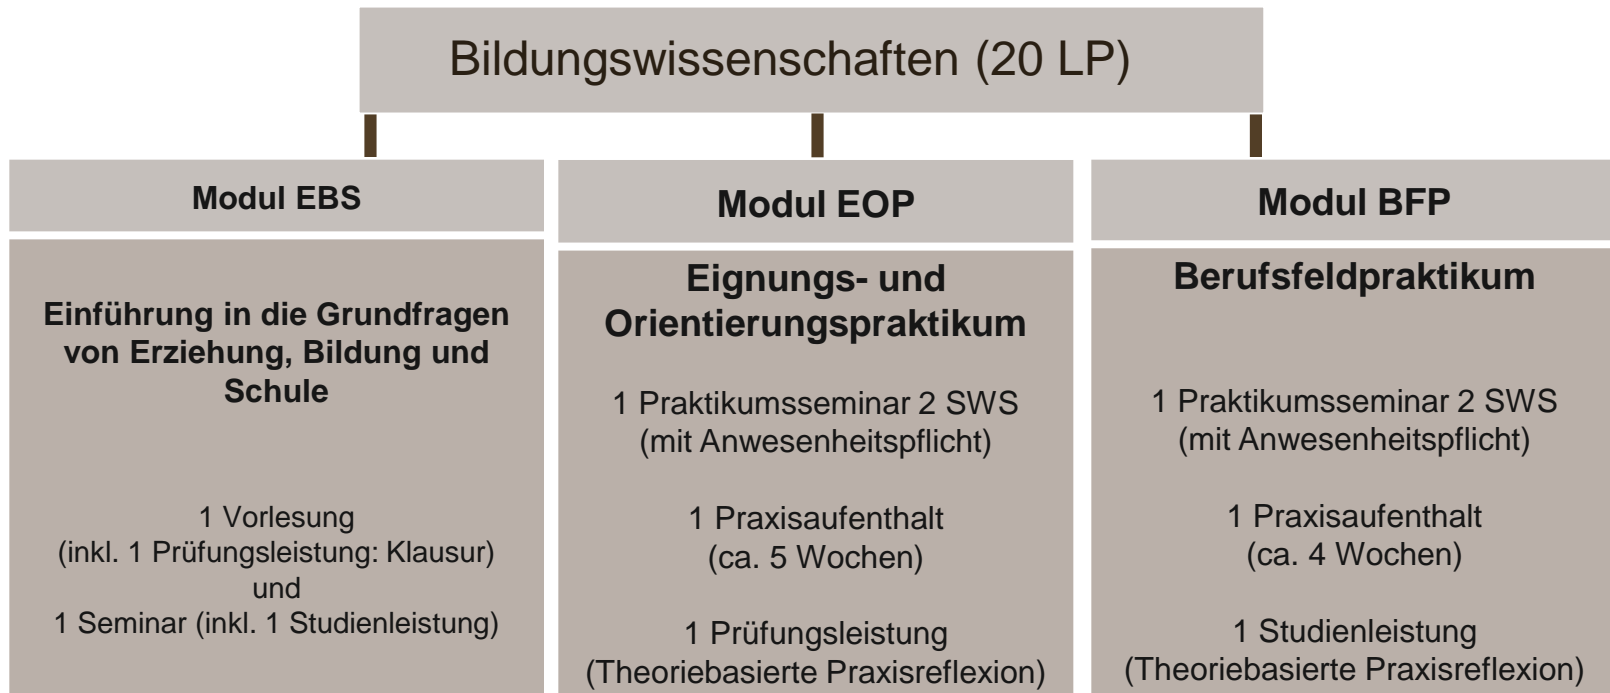 Bildungswissenschaften (20 LP)
Modul EBS
Einführung in die Grundfragen
von Erziehung, Bildung und
Schule
1 Vorlesung
(inkl. 1 Prüfungsleistung: Klausur)
und
1 Seminar (inkl. 1 Studienleistung)
Modul EOP
Eignungs- und
Orientierungspraktikum
1 Praktikumsseminar 2 SWS
(mit Anwesenheitspflicht)
1 Praxisaufenthalt
(ca. 5 Wochen)
1 Prüfungsleistung
(Theoriebasierte Praxisreflexion)
Modul BFP
Berufsfeldpraktikum
1 Praktikumsseminar 2 SWS
(mit Anwesenheitspflicht)
1 Praxisaufenthalt
(ca. 4 Wochen)
1 Studienleistung
(Theoriebasierte Praxisreflexion)